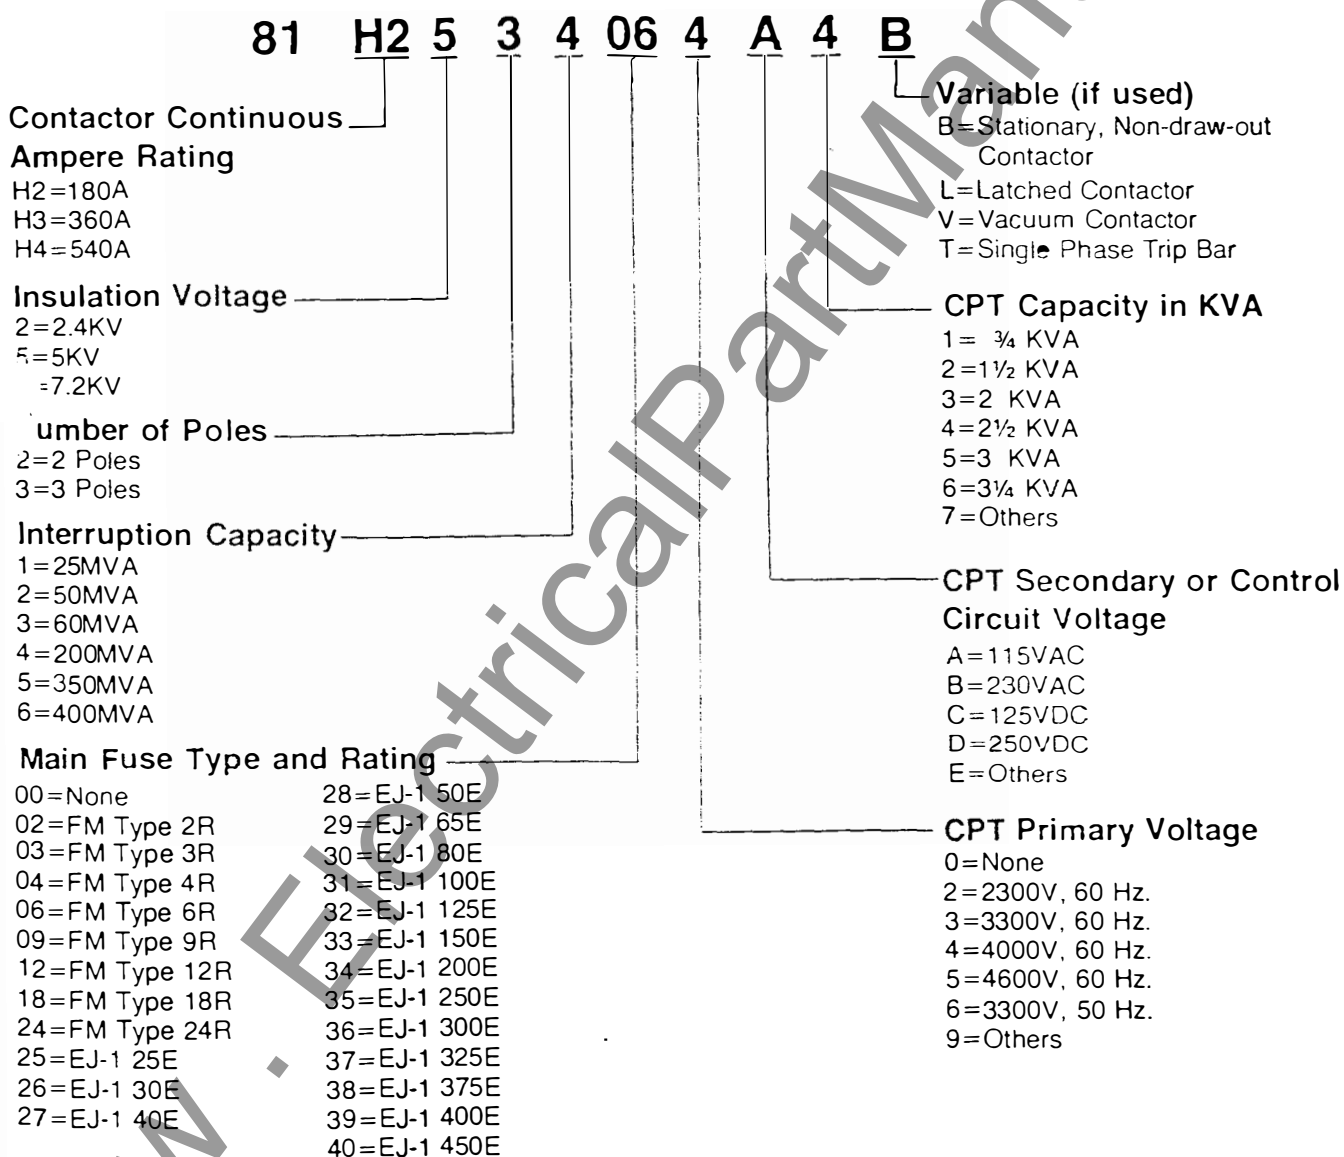 81 H2 5 3 4 06 4 A 4 B
Contactor Continuous
Ampere Rating
H2=180A
H3=360A
H4=540A
Insulation Voltage
2=2.4KV
5=5KV
=7.2KV
umber of Poles
2=2 Poles
3=3 Poles
Interruption Capacity
1=25MVA
2=50MVA
3=60MVA
4=200MVA
5=350MVA
6=400MVA
Main Fuse Type and Rating
00=None
02=FM Type 2R
03=FM Type 3R
04=FM Type 4R
06=FM Type 6R
09=FM Type 9R
12=FM Type 12R
18=FM Type 18R
24=FM Type 24R
25=EJ-1 25E
26=EJ-1 30E
27=EJ-1 40E
28=EJ-1 50E
29=EJ-1 65E
30=EJ-1 80E
31=EJ-1 100E
32=EJ-1 125E
33=EJ-1 150E
34=EJ-1 200E
35=EJ-1 250E
36=EJ-1 300E
37=EJ-1 325E
38=EJ-1 375E
39=EJ-1 400E
40=EJ-1 450E
Variable (if used)
B=Stationary, Non-draw-out
Contactor
L=Latched Contactor
V=Vacuum Contactor
T=Single Phase Trip Bar
CPT Capacity in KVA
1= ¾ KVA
2=1½ KVA
3=2 KVA
4=2½ KVA
5=3 KVA
6=3¼ KVA
7=Others
CPT Secondary or Control
Circuit Voltage
A=115VAC
B=230VAC
C=125VDC
D=250VDC
E=Others
CPT Primary Voltage
0=None
2=2300V, 60 Hz.
3=3300V, 60 Hz.
4=4000V, 60 Hz.
5=4600V, 60 Hz.
6=3300V, 50 Hz.
9=Others
w . ElectricalPartMan